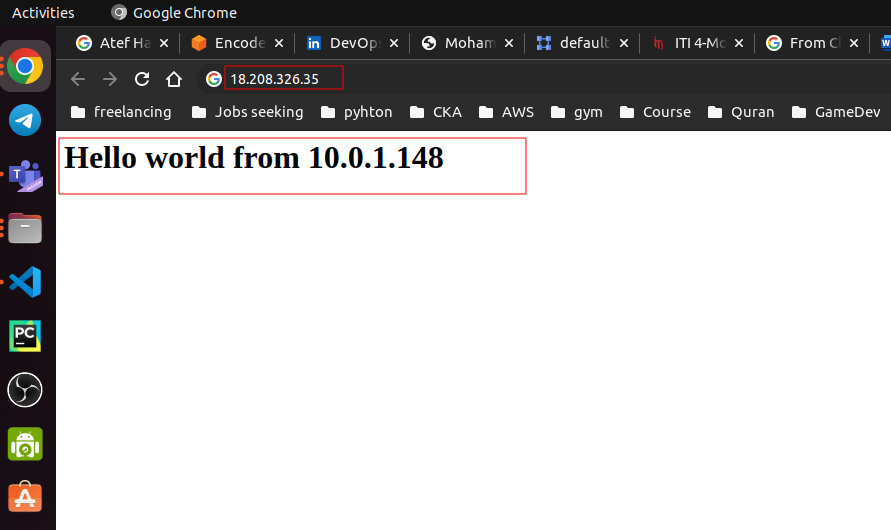 Activities Google Chrome
Atef Ha Encode DevOps Moham default ITI 4-Mo From Cl
18.208.326.35
freelancing Jobs seeking pyhton CKA AWS gym Course Quran GameDev
Hello world from 10.0.1.148